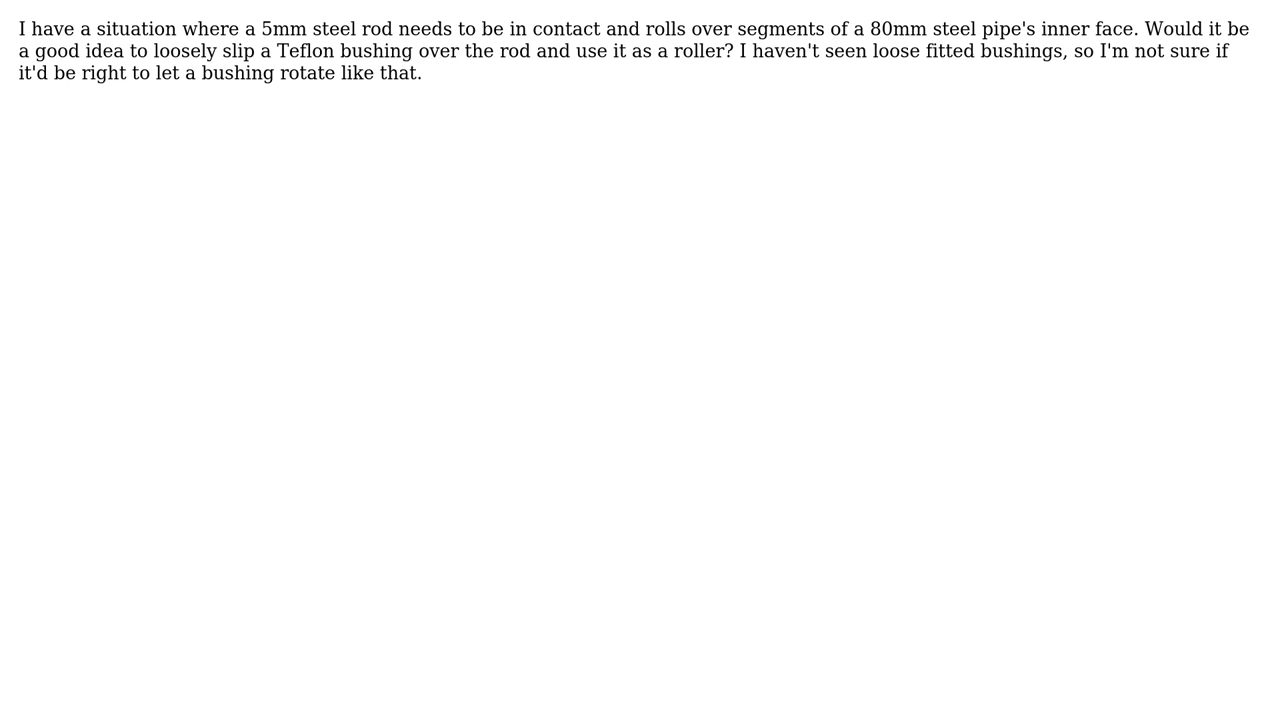 I have a situation where a 5mm steel rod needs to be in contact and rolls over segments of a 80mm steel pipe's inner face. Would it be
a good idea to loosely slip a Teflon bushing over the rod and use it as a roller? I haven't seen loose fitted bushings, so I'm not sure if
it'd be right to let a bushing rotate like that.